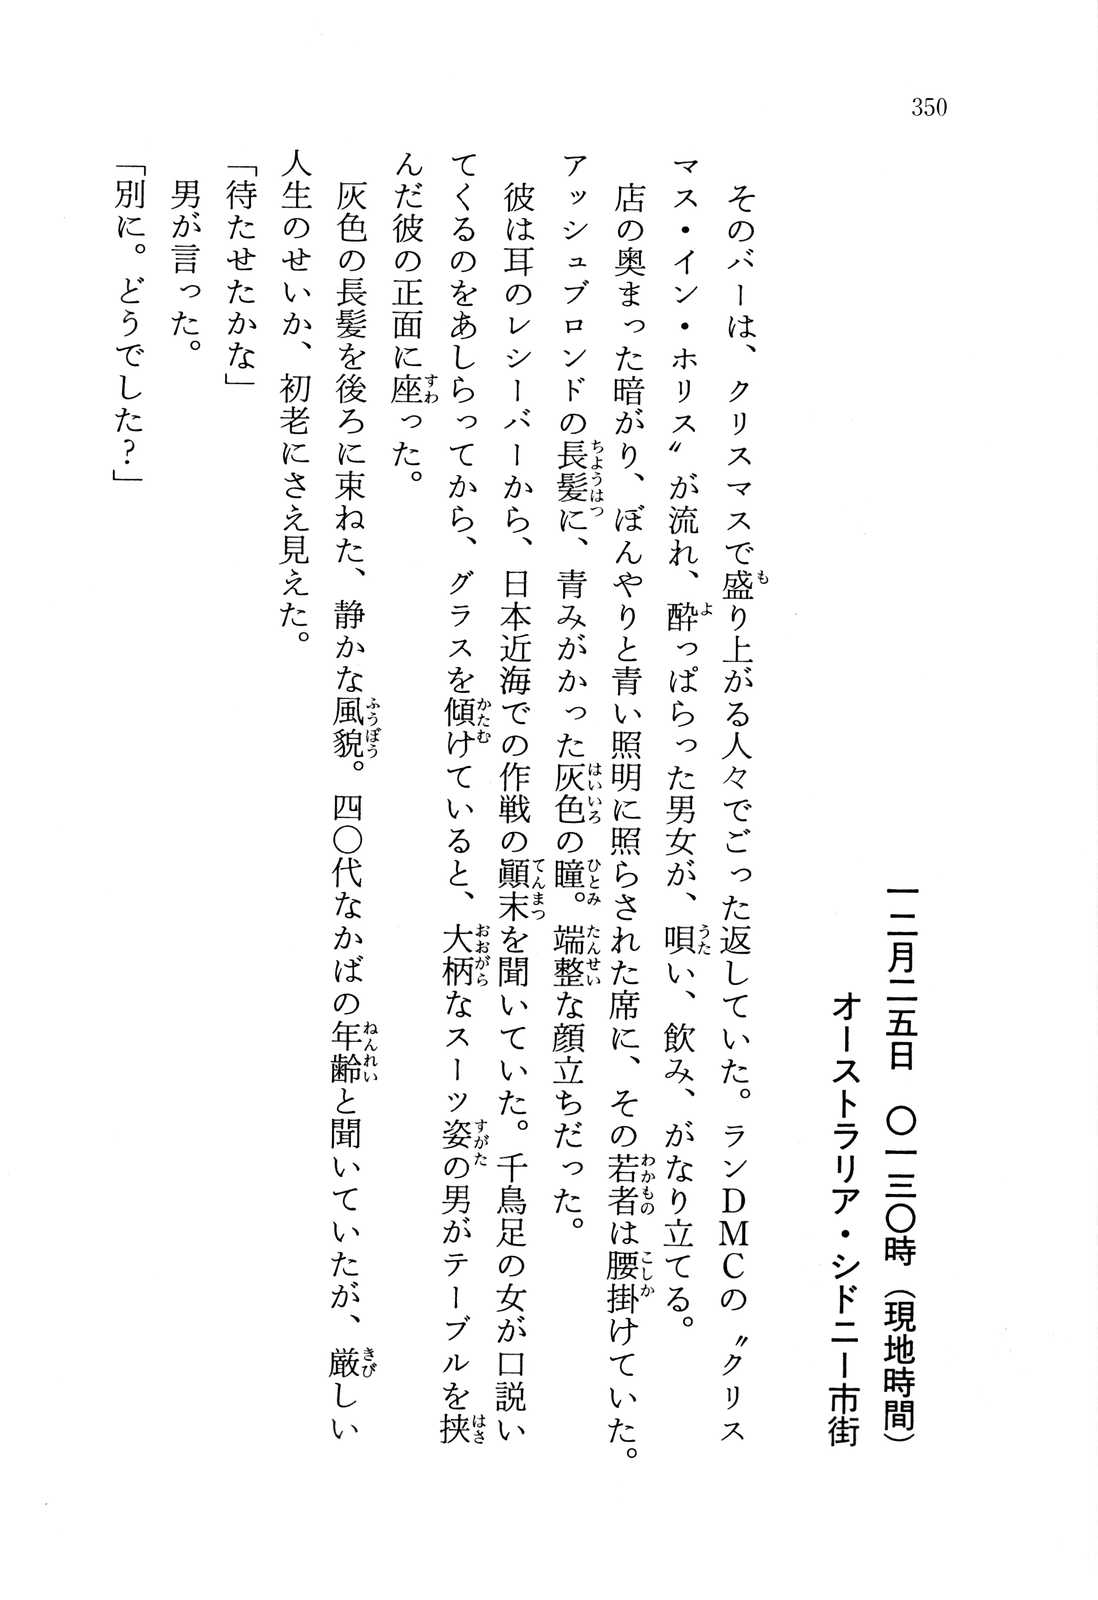 350
一二月二五日　〇一三〇時（現地時間）
オーストラリア・シドニー市街
　そのバーは、クリスマスで盛り上がる人々でごった返していた。ランＤＭＣの〝クリス
マス・イン・ホリス〟が流れ、酔っぱらった男女が、唄い、飲み、がなり立てる。
　店の奥まった暗がり、ぼんやりと青い照明に照らされた席に、その若者は腰掛けていた。
アッシュブロンドの長髪に、青みがかった灰色の瞳。端整な顔立ちだった。
　彼は耳のレシーバーから、日本近海での作戦の顚末を聞いていた。千鳥足の女が口説い
てくるのをあしらってから、グラスを傾けていると、大柄なスーツ姿の男がテーブルを挟
んだ彼の正面に座った。
　灰色の長髪を後ろに束ねた、静かな風貌。四〇代なかばの年齢と聞いていたが、厳しい
人生のせいか、初老にさえ見えた。
「待たせたかな」
　男が言った。
「別に。どうでした？」